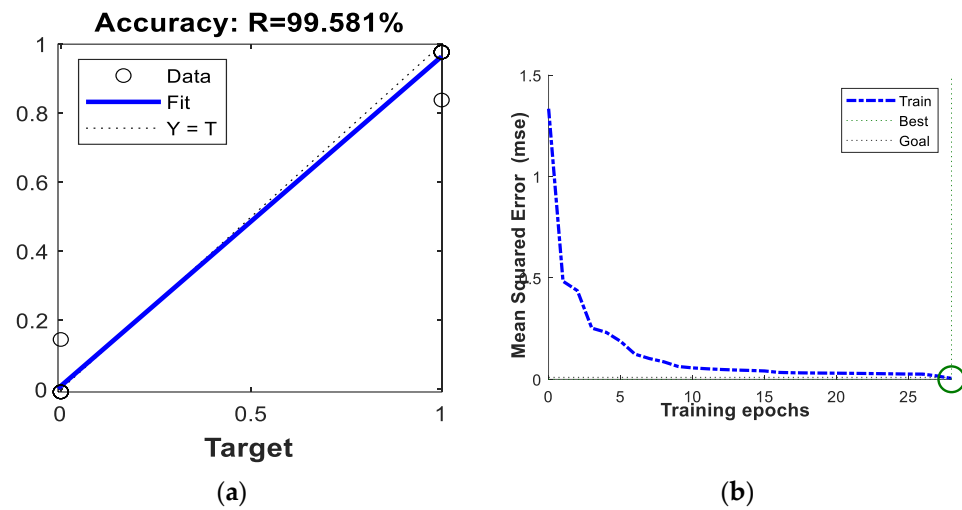 Accuracy: R=99.581%
Data
Fit
Y = T
1
0.8
0.6
0.4
0.2
0
0
0.5
1
Target
(a)
Mean Squared Error (mse)
1.5
1
0.5
0
Train
Best
Goal
0
5
10
15
20
25
Training epochs
(b)